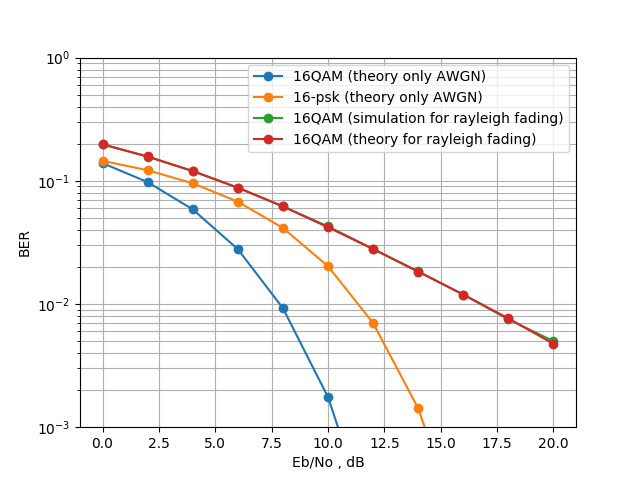 16QAM (theory only AWGN)
16-psk (theory only AWGN)
16QAM (simulation for rayleigh fading)
16QAM (theory for rayleigh fading)
10⁰
10⁻¹
10⁻²
10⁻³
BER
0.0 2.5 5.0 7.5 10.0 12.5 15.0 17.5 20.0
Eb/No , dB